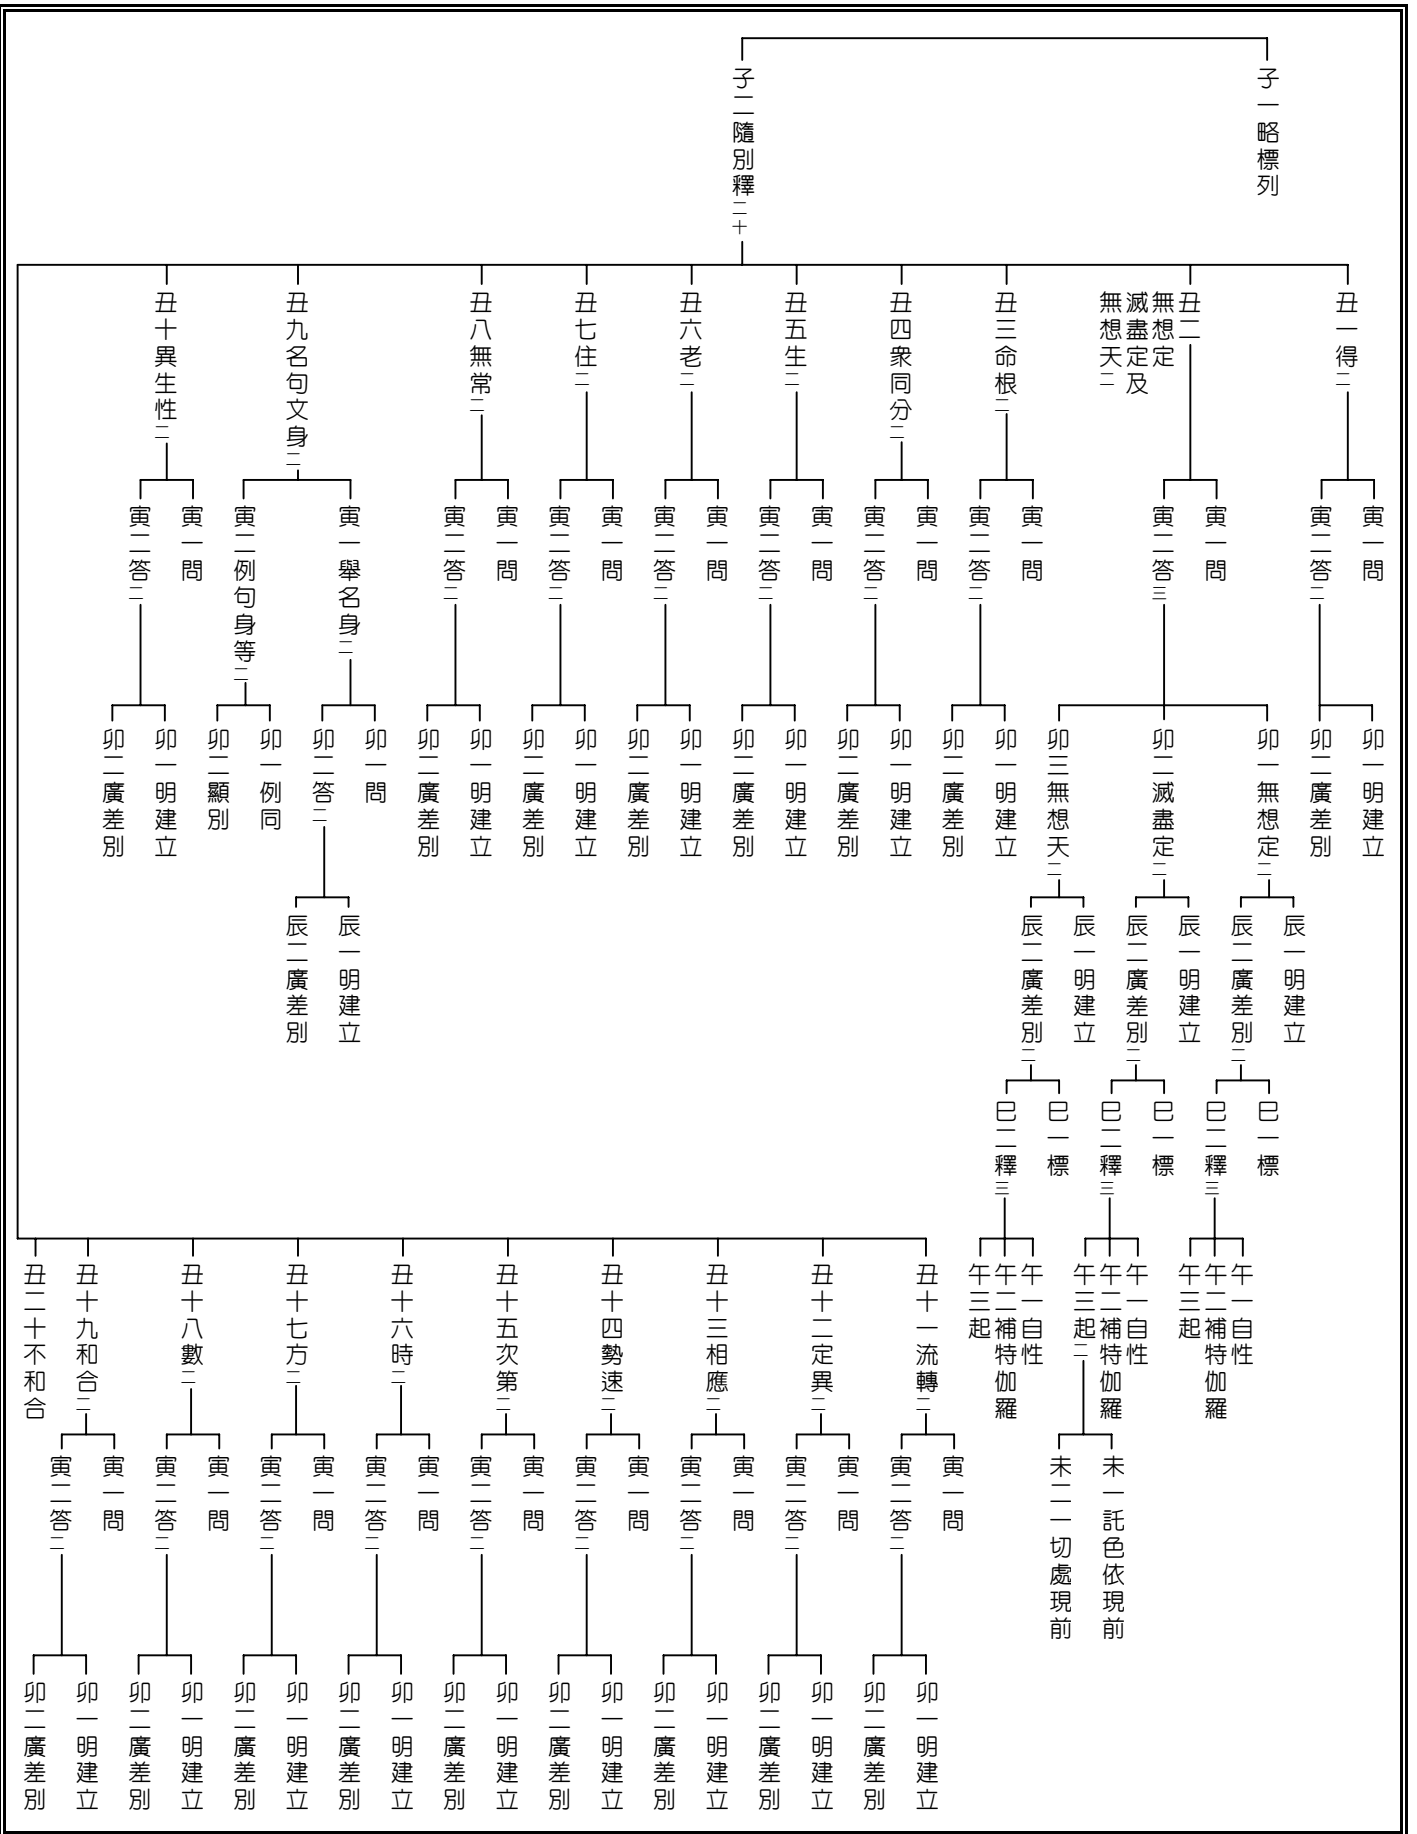 子一略標列
子二隨別釋二十
丑一得二
寅一問
寅二答二
卯一明建立
卯二廣差別
丑二
無想定
滅盡定及
無想天二
寅一問
寅二答三
卯一無想定二
辰一明建立
辰二廣差別二
巳一標
巳二釋三
午一自性
午二補特伽羅
午三起
卯二滅盡定二
辰一明建立
辰二廣差別二
巳一標
巳二釋三
午一自性
午二補特伽羅
午三起二
未一託色依現前
未二一切處現前
卯三無想天二
辰一明建立
辰二廣差別二
巳一標
巳二釋三
午一自性
午二補特伽羅
午三起
丑三命根二
寅一問
寅二答二
卯一明建立
卯二廣差別
丑四衆同分二
寅一問
寅二答二
卯一明建立
卯二廣差別
丑五生二
寅一問
寅二答二
卯一明建立
卯二廣差別
丑六老二
寅一問
寅二答二
卯一明建立
卯二廣差別
丑七住二
寅一問
寅二答二
卯一明建立
卯二廣差別
丑八無常二
寅一問
寅二答二
卯一明建立
卯二廣差別
丑九名句文身二
寅一舉名身二
卯一問
卯二答二
辰一明建立
辰二廣差別
寅二例句身等二
卯一例同
卯二顯別
丑十異生性二
寅一問
寅二答二
卯一明建立
卯二廣差別
丑十一流轉二
寅一問
寅二答二
卯一明建立
卯二廣差別
丑十二定異二
寅一問
寅二答二
卯一明建立
卯二廣差別
丑十三相應二
寅一問
寅二答二
卯一明建立
卯二廣差別
丑十四勢速二
寅一問
寅二答二
卯一明建立
卯二廣差別
丑十五次第二
寅一問
寅二答二
卯一明建立
卯二廣差別
丑十六時二
寅一問
寅二答二
卯一明建立
卯二廣差別
丑十七方二
寅一問
寅二答二
卯一明建立
卯二廣差別
丑十八數二
寅一問
寅二答二
卯一明建立
卯二廣差別
丑十九和合二
寅一問
寅二答二
卯一明建立
卯二廣差別
丑二十不和合